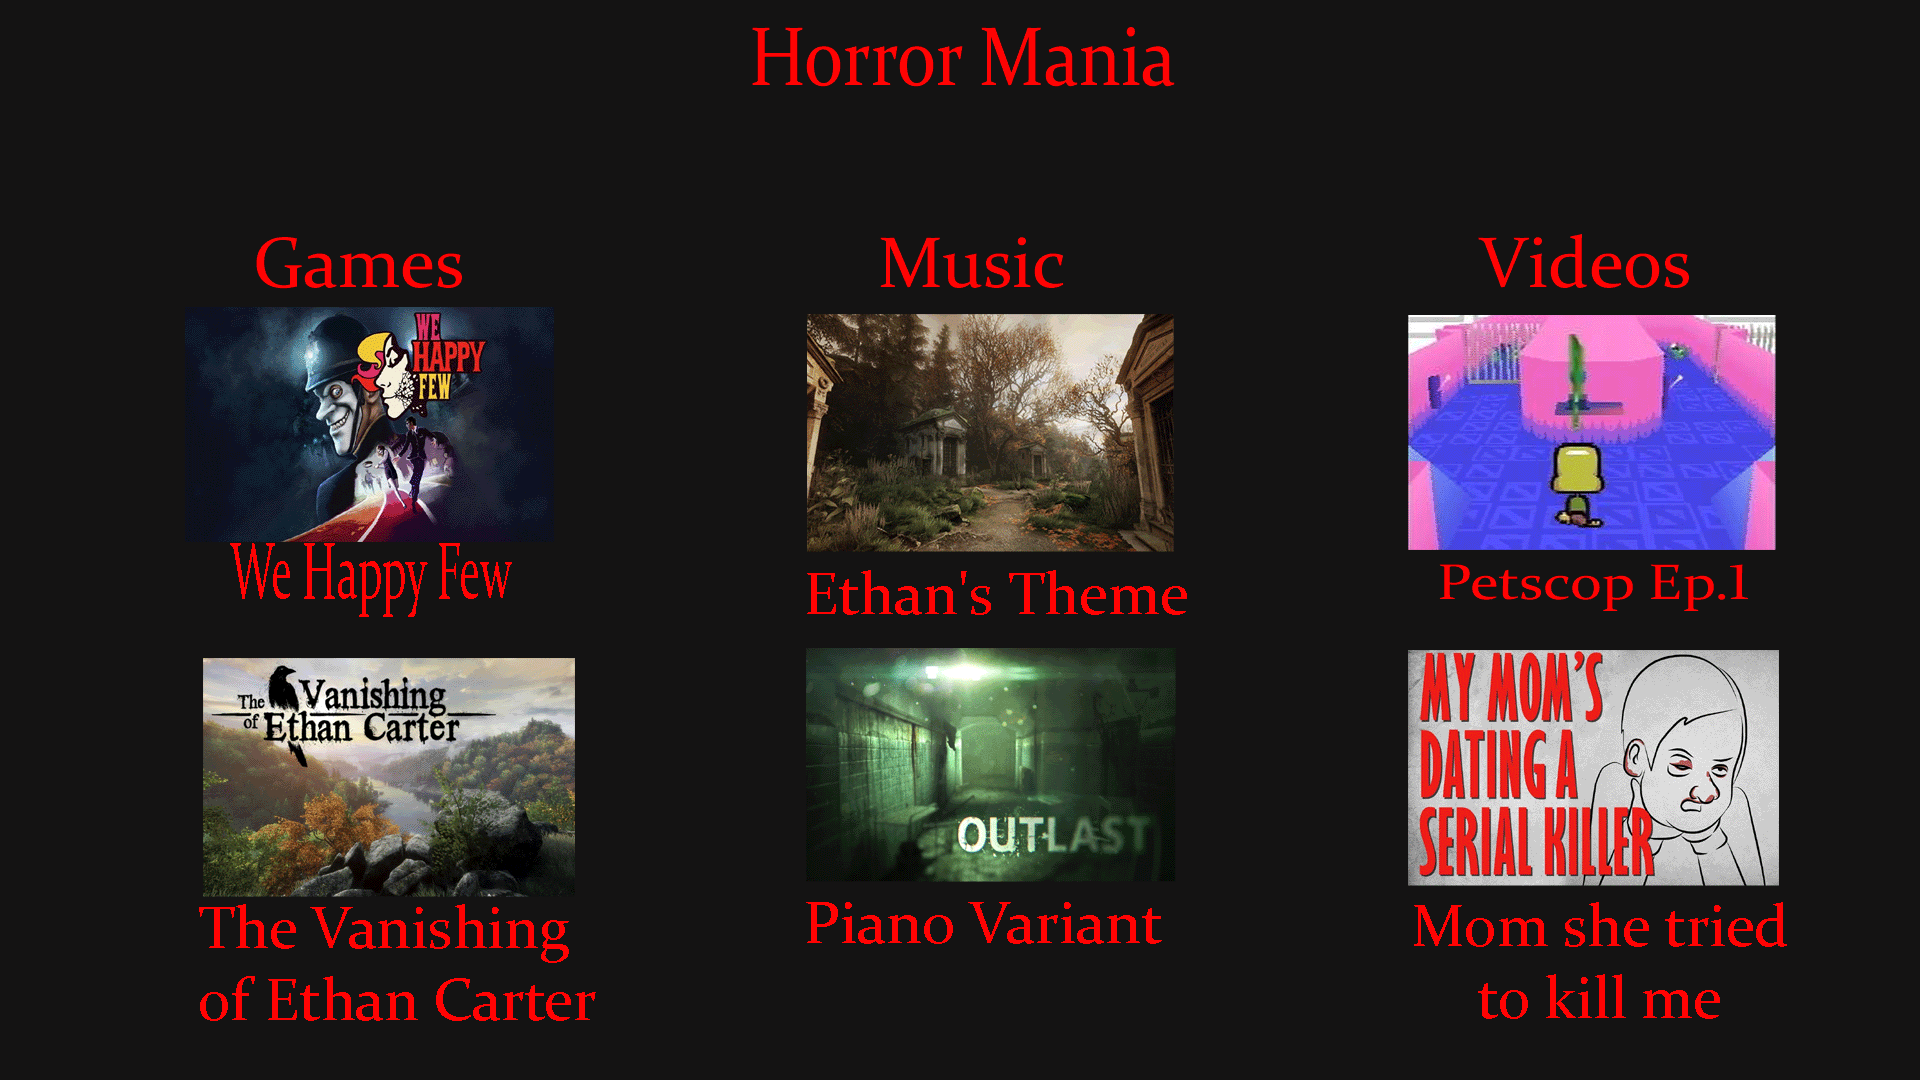 Horror Mania
Games
Music
Videos
WE
HAPPY
FEW
We Happy Few
Ethan's Theme
Petscop Ep.1
The Vanishing
of Ethan Carter
OUTLAST
MY MOM'S
DATING A
SERIAL KILLER
The Vanishing
of Ethan Carter
Piano Variant
Mom she tried
to kill me